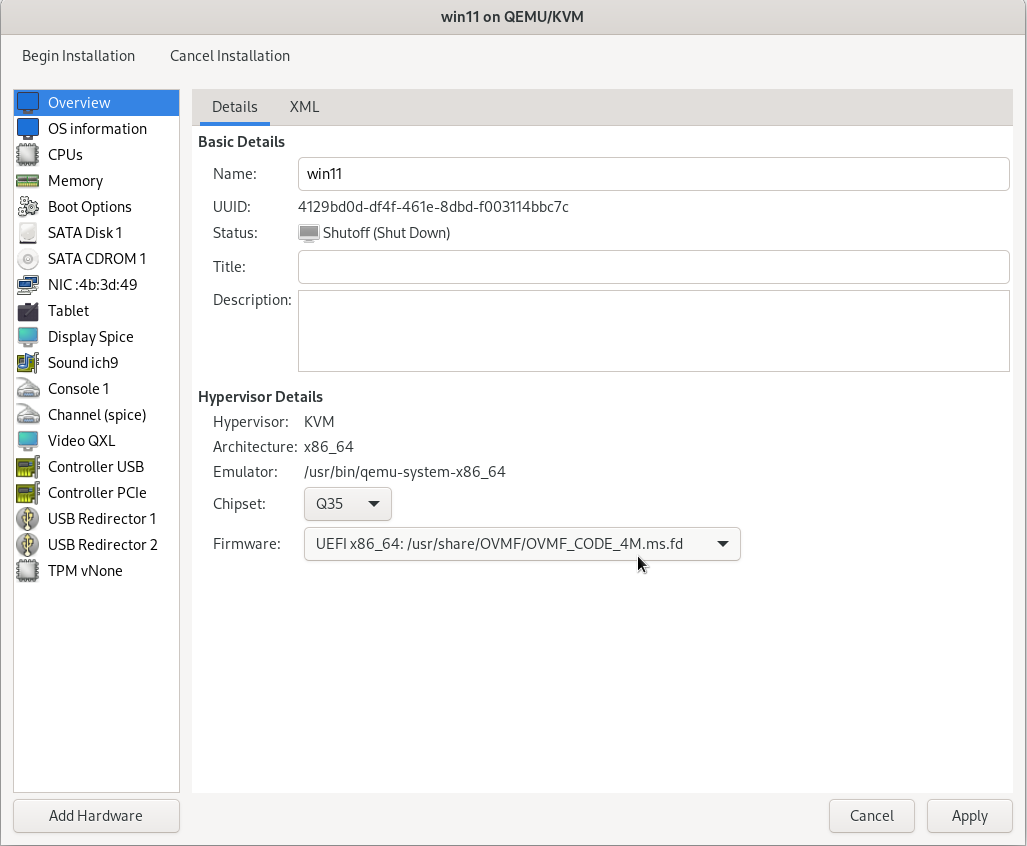 win11 on QEMU/KVM
Begin Installation Cancel Installation
Overview
OS information
CPUs
Memory
Boot Options
SATA Disk 1
SATA CDROM 1
NIC :4b:3d:49
Tablet
Display Spice
Sound ich9
Console 1
Channel (spice)
Video QXL
Controller USB
Controller PCIe
USB Redirector 1
USB Redirector 2
TPM vNone
Add Hardware
Details XML
Basic Details
Name: win11
UUID: 4129bd0d-df4f-461e-8dbd-f003114bbc7c
Status: Shutoff (Shut Down)
Title:
Description:
Hypervisor Details
Hypervisor: KVM
Architecture: x86_64
Emulator: /usr/bin/qemu-system-x86_64
Chipset: Q35
Firmware: UEFI x86_64: /usr/share/OVMF/OVMF_CODE_4M.ms.fd
Cancel Apply